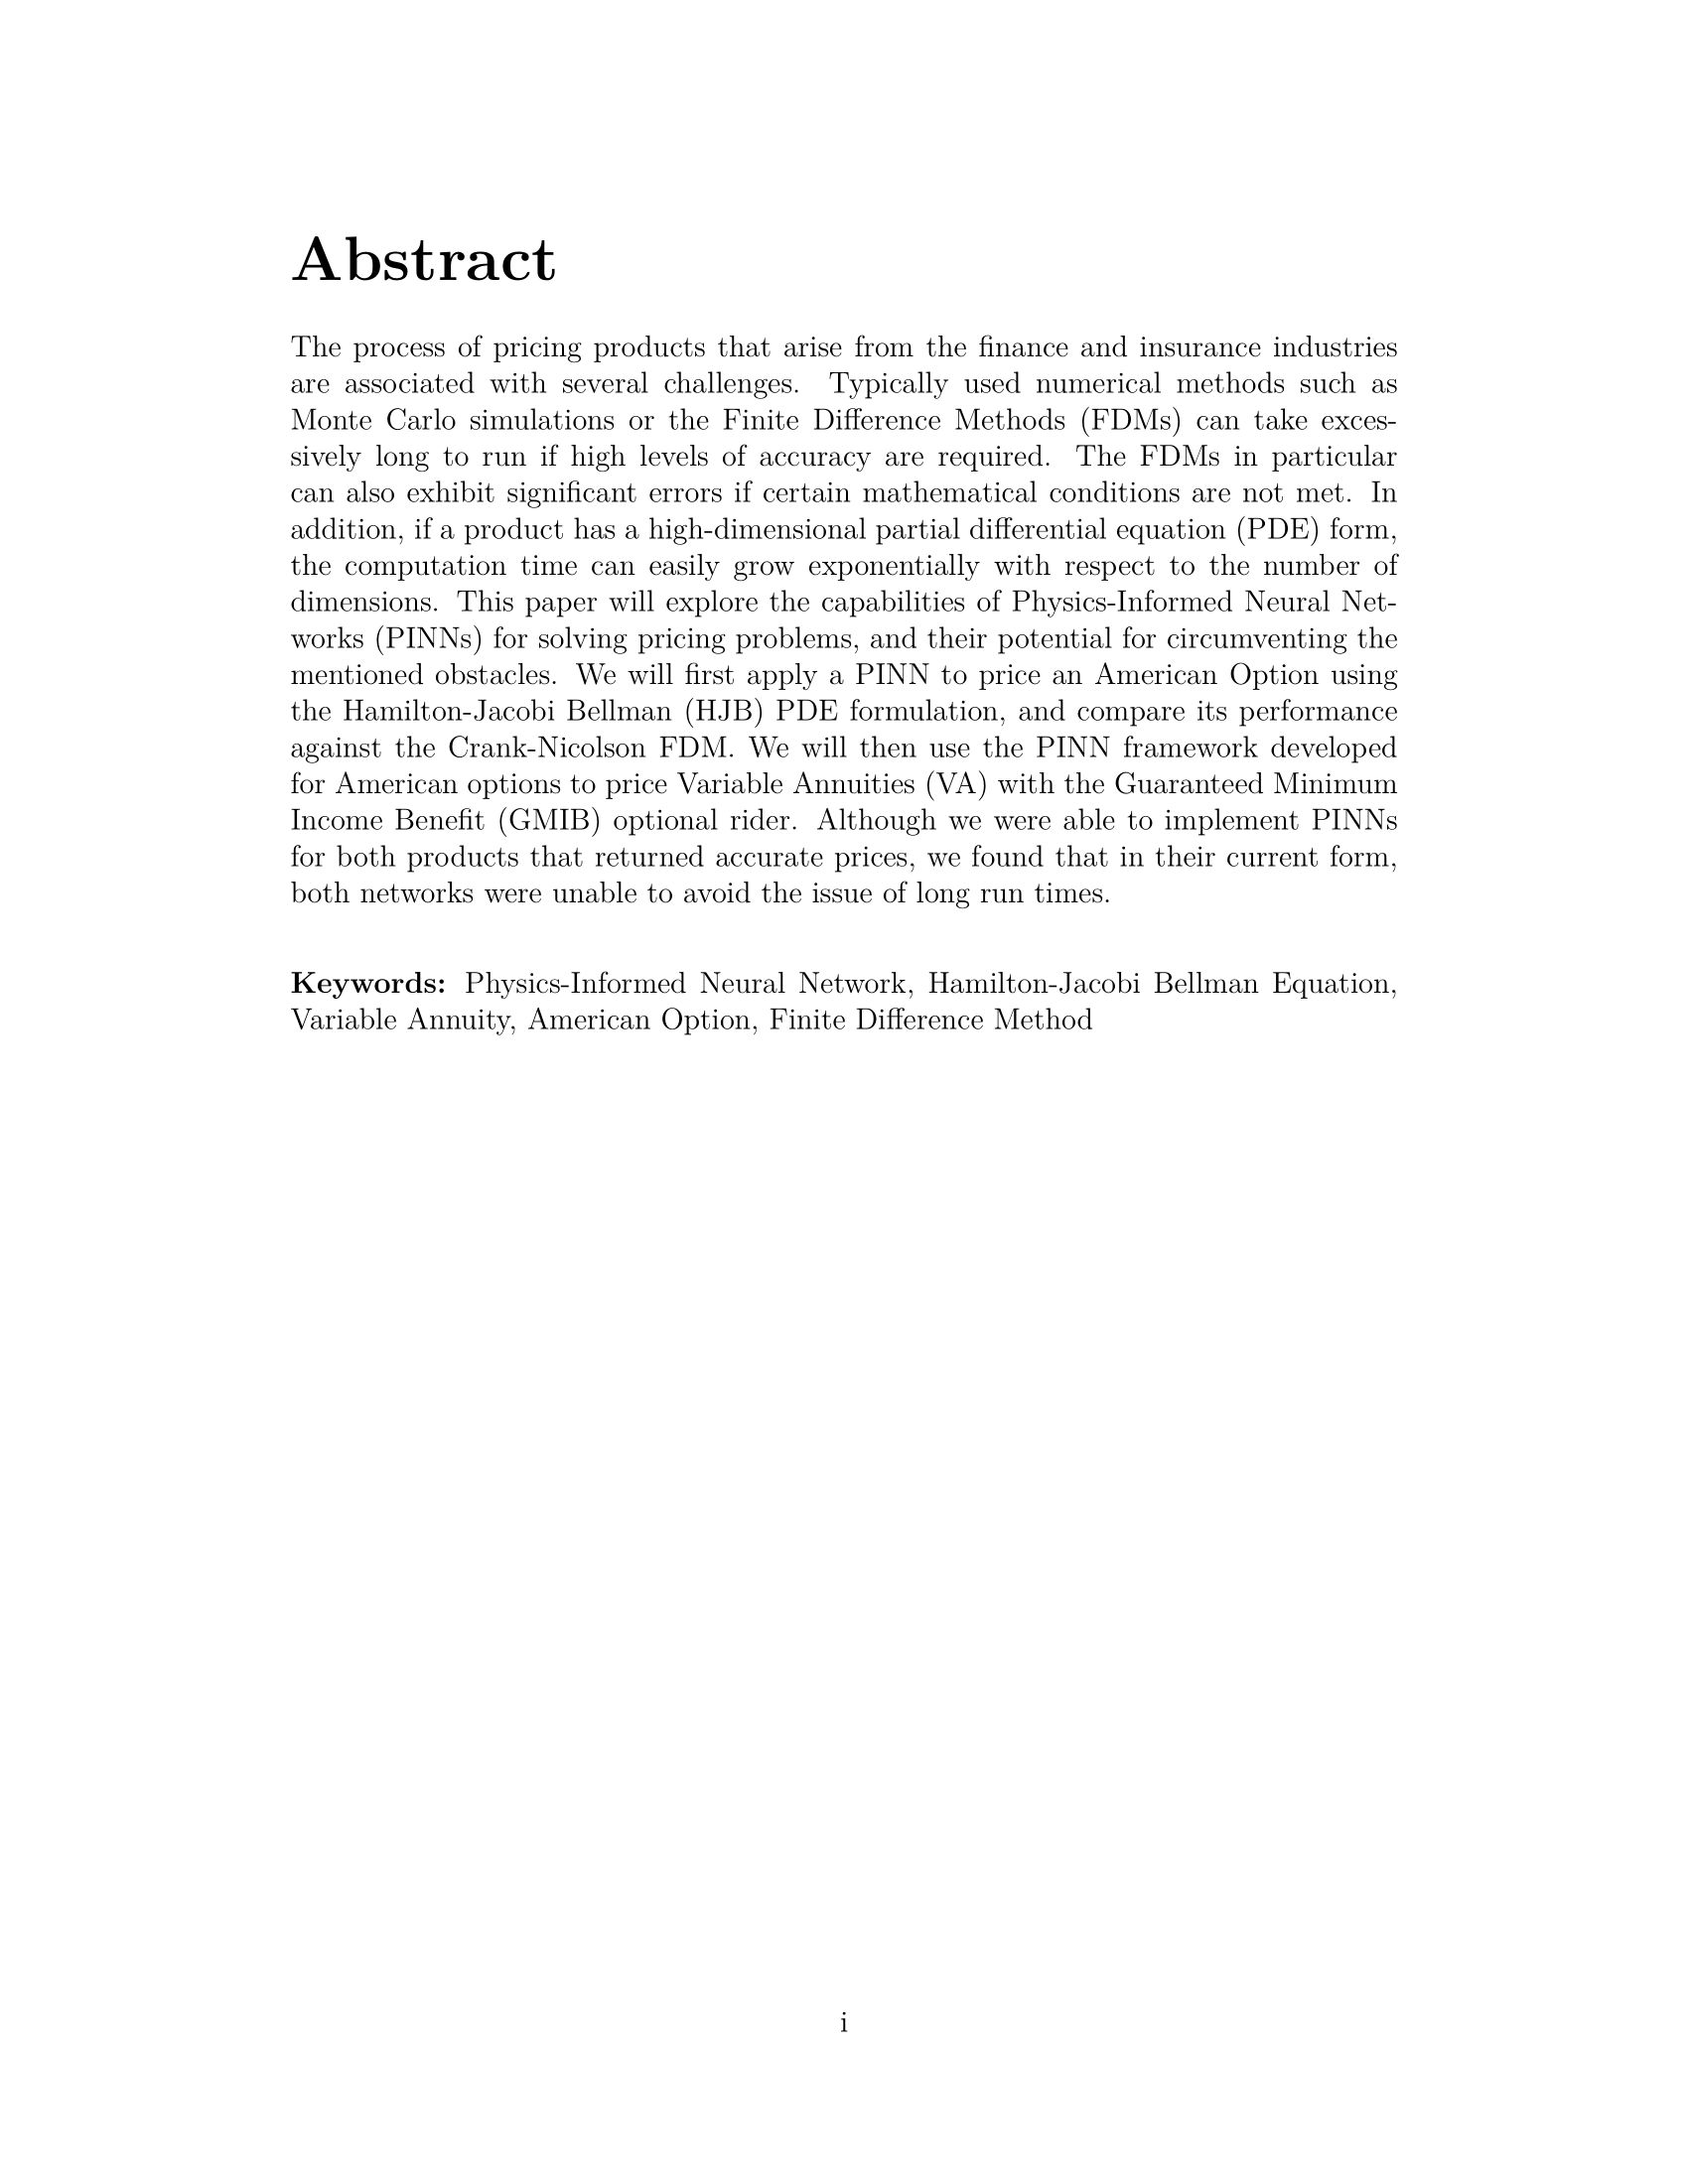 Abstract
The process of pricing products that arise from the finance and insurance industries
are associated with several challenges. Typically used numerical methods such as
Monte Carlo simulations or the Finite Difference Methods (FDMs) can take exces-
sively long to run if high levels of accuracy are required. The FDMs in particular
can also exhibit significant errors if certain mathematical conditions are not met. In
addition, if a product has a high-dimensional partial differential equation (PDE) form,
the computation time can easily grow exponentially with respect to the number of
dimensions. This paper will explore the capabilities of Physics-Informed Neural Net-
works (PINNs) for solving pricing problems, and their potential for circumventing the
mentioned obstacles. We will first apply a PINN to price an American Option using
the Hamilton-Jacobi Bellman (HJB) PDE formulation, and compare its performance
against the Crank-Nicolson FDM. We will then use the PINN framework developed
for American options to price Variable Annuities (VA) with the Guaranteed Minimum
Income Benefit (GMIB) optional rider. Although we were able to implement PINNs
for both products that returned accurate prices, we found that in their current form,
both networks were unable to avoid the issue of long run times.
Keywords: Physics-Informed Neural Network, Hamilton-Jacobi Bellman Equation,
Variable Annuity, American Option, Finite Difference Method
i